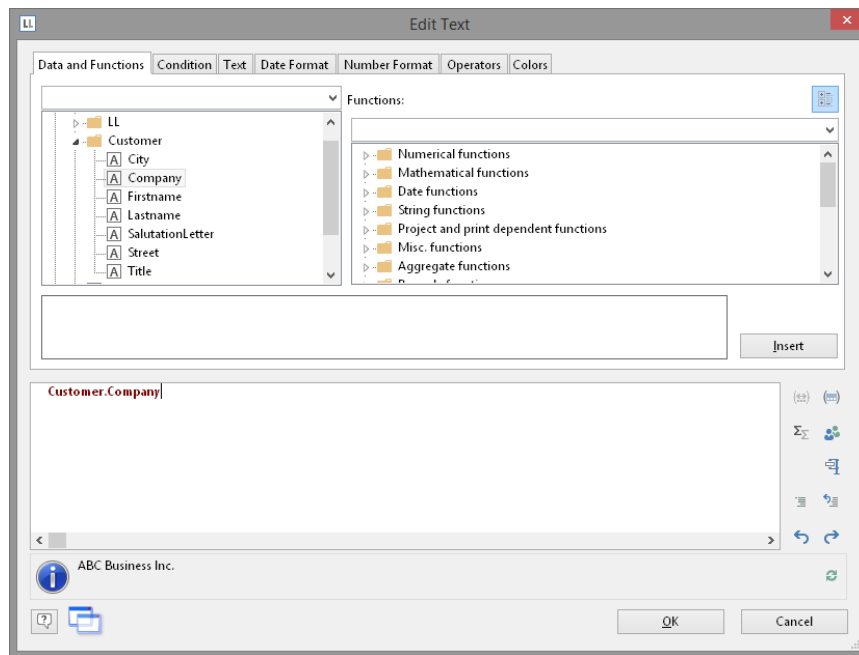 LL Edit Text
Data and Functions Condition Text Date Format Number Format Operators Colors
Functions:
LL
Customer
A City
A Company
A Firstname
A Lastname
A SalutationLetter
A Street
A Title
Numerical functions
Mathematical functions
Date functions
String functions
Project and print dependent functions
Misc. functions
Aggregate functions
Insert
Customer.Company
ABC Business Inc.
OK Cancel